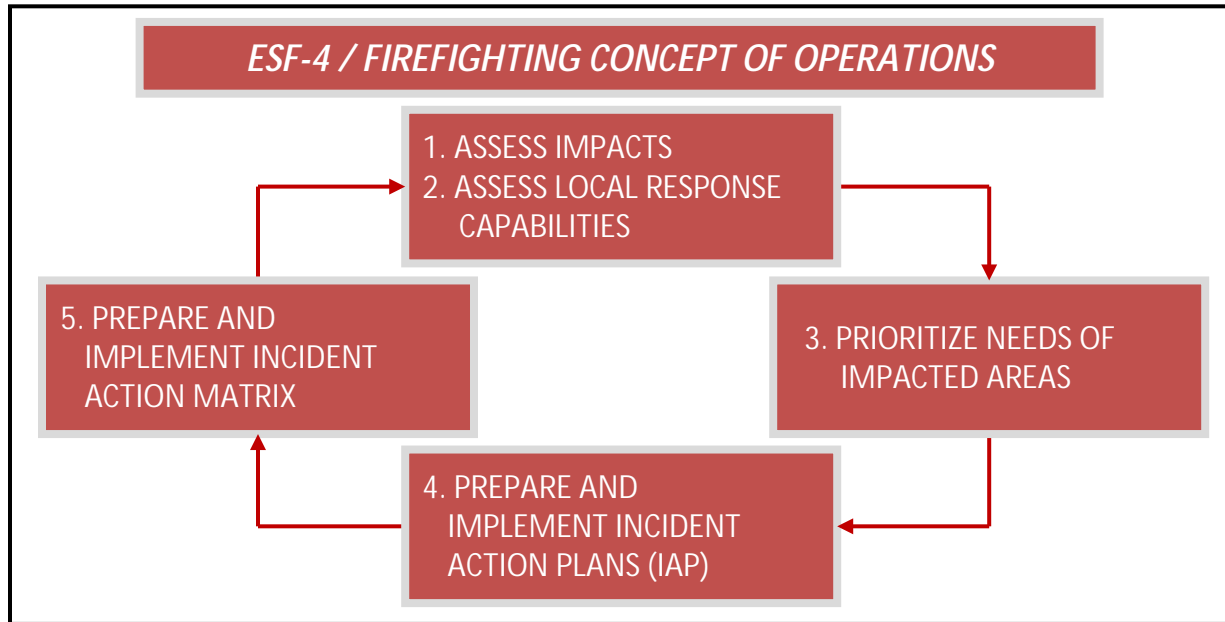 ESF-4 / FIREFIGHTING CONCEPT OF OPERATIONS
1. ASSESS IMPACTS
2. ASSESS LOCAL RESPONSE
CAPABILITIES
3. PRIORITIZE NEEDS OF
IMPACTED AREAS
4. PREPARE AND
IMPLEMENT INCIDENT
ACTION PLANS (IAP)
5. PREPARE AND
IMPLEMENT INCIDENT
ACTION MATRIX